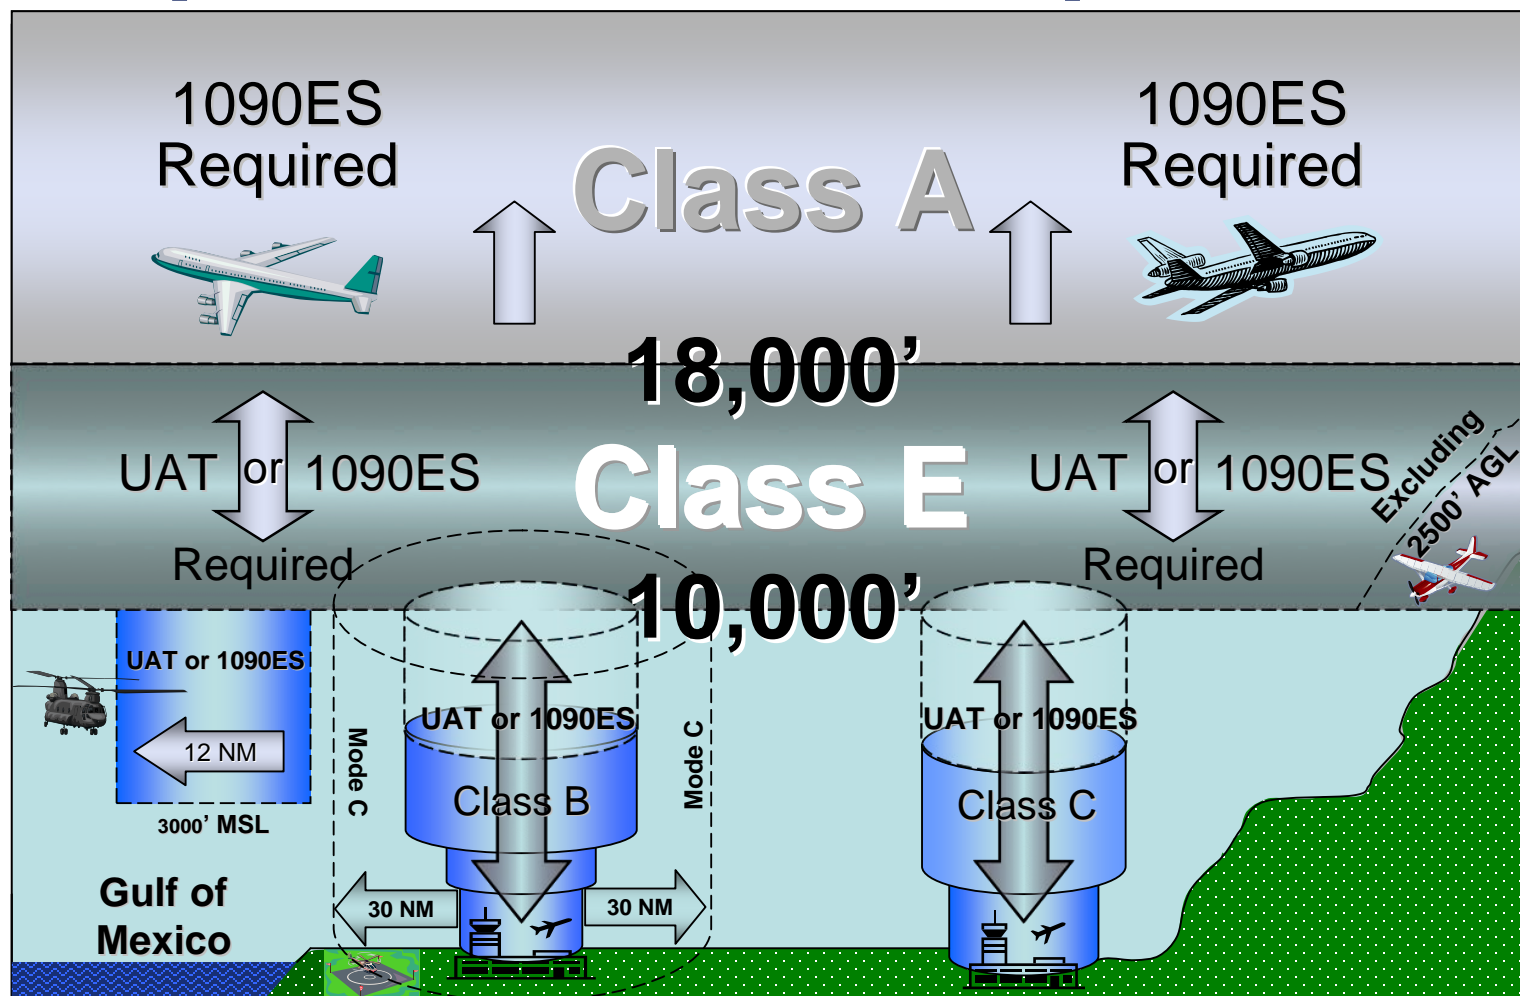 1090ES
Required
1090ES
Required
Class A
18,000’
UAT or 1090ES
Required
Class E
UAT or 1090ES
Required
Excluding
2500’ AGL
10,000’
UAT or 1090ES
12 NM
3000’ MSL
Gulf of
Mexico
Mode C
UAT or 1090ES
Mode C
Class B
30 NM
30 NM
UAT or 1090ES
Class C